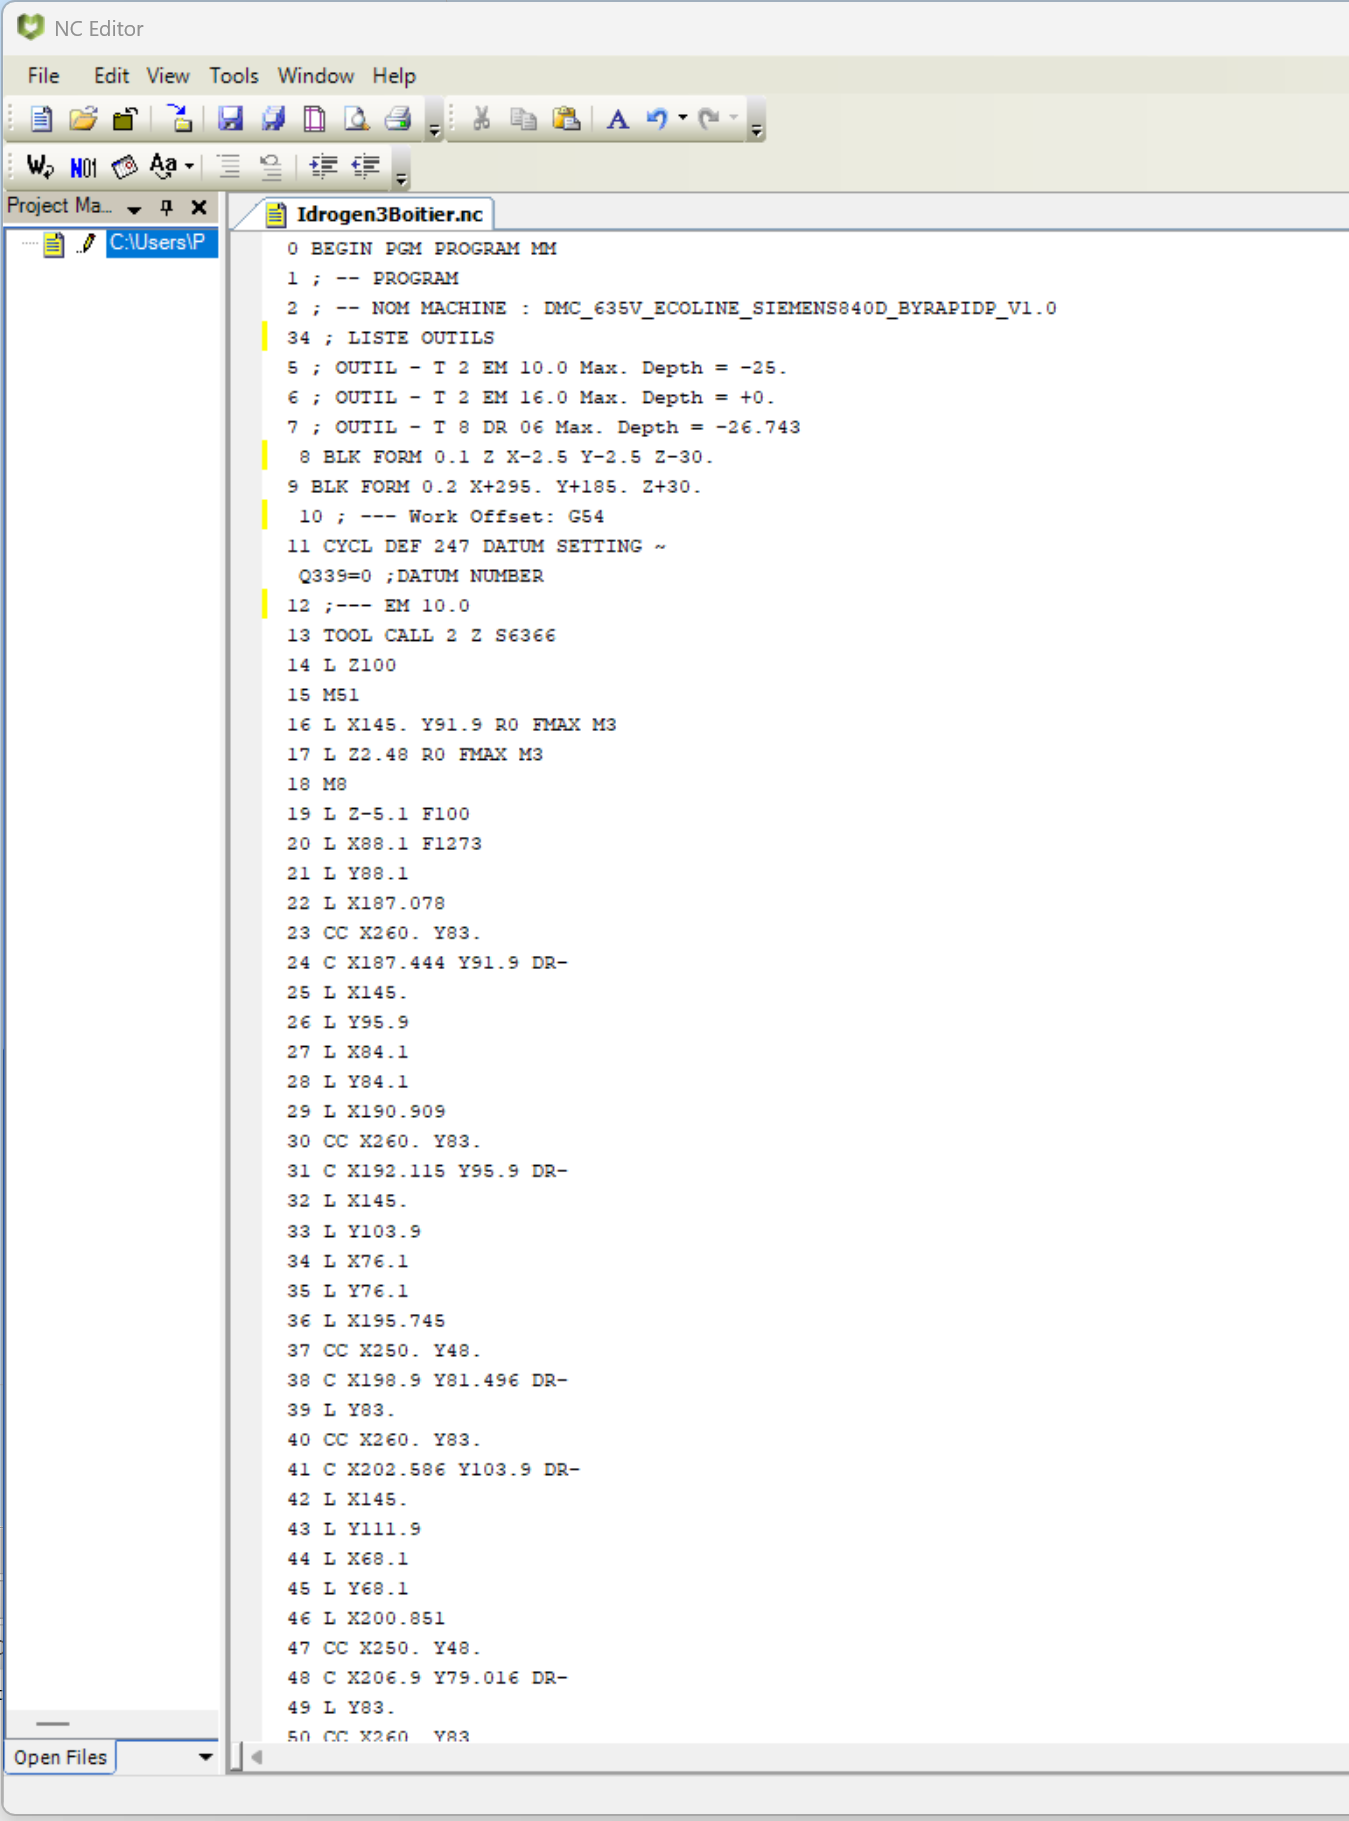 NC Editor
File Edit View Tools Window Help
W N01 Aa
A
Project Ma...
Idrogen3Boitier.nc
C:\Users\P
0 BEGIN PGM PROGRAM MM
1 ; -- PROGRAM
2 ; -- NOM MACHINE : DMC_635V_ECOLINE_SIEMENS840D_BYRAPIDP_V1.0
34 ; LISTE OUTILS
5 ; OUTIL - T 2 EM 10.0 Max. Depth = -25.
6 ; OUTIL - T 2 EM 16.0 Max. Depth = +0.
7 ; OUTIL - T 8 DR 06 Max. Depth = -26.743
8 BLK FORM 0.1 Z X-2.5 Y-2.5 Z-30.
9 BLK FORM 0.2 X+295. Y+185. Z+30.
10 ; --- Work Offset: G54
11 CYCL DEF 247 DATUM SETTING ~
Q339=0 ;DATUM NUMBER
12 ;--- EM 10.0
13 TOOL CALL 2 Z S6366
14 L Z100
15 M51
16 L X145. Y91.9 R0 FMAX M3
17 L Z2.48 R0 FMAX M3
18 M8
19 L Z-5.1 F100
20 L X88.1 F1273
21 L Y88.1
22 L X187.078
23 CC X260. Y83.
24 C X187.444 Y91.9 DR-
25 L X145.
26 L Y95.9
27 L X84.1
28 L Y84.1
29 L X190.909
30 CC X260. Y83.
31 C X192.115 Y95.9 DR-
32 L X145.
33 L Y103.9
34 L X76.1
35 L Y76.1
36 L X195.745
37 CC X250. Y48.
38 C X198.9 Y81.496 DR-
39 L Y83.
40 CC X260. Y83.
41 C X202.586 Y103.9 DR-
42 L X145.
43 L Y111.9
44 L X68.1
45 L Y68.1
46 L X200.851
47 CC X250. Y48.
48 C X206.9 Y79.016 DR-
49 L Y83.
50 CC X260 Y83
Open Files